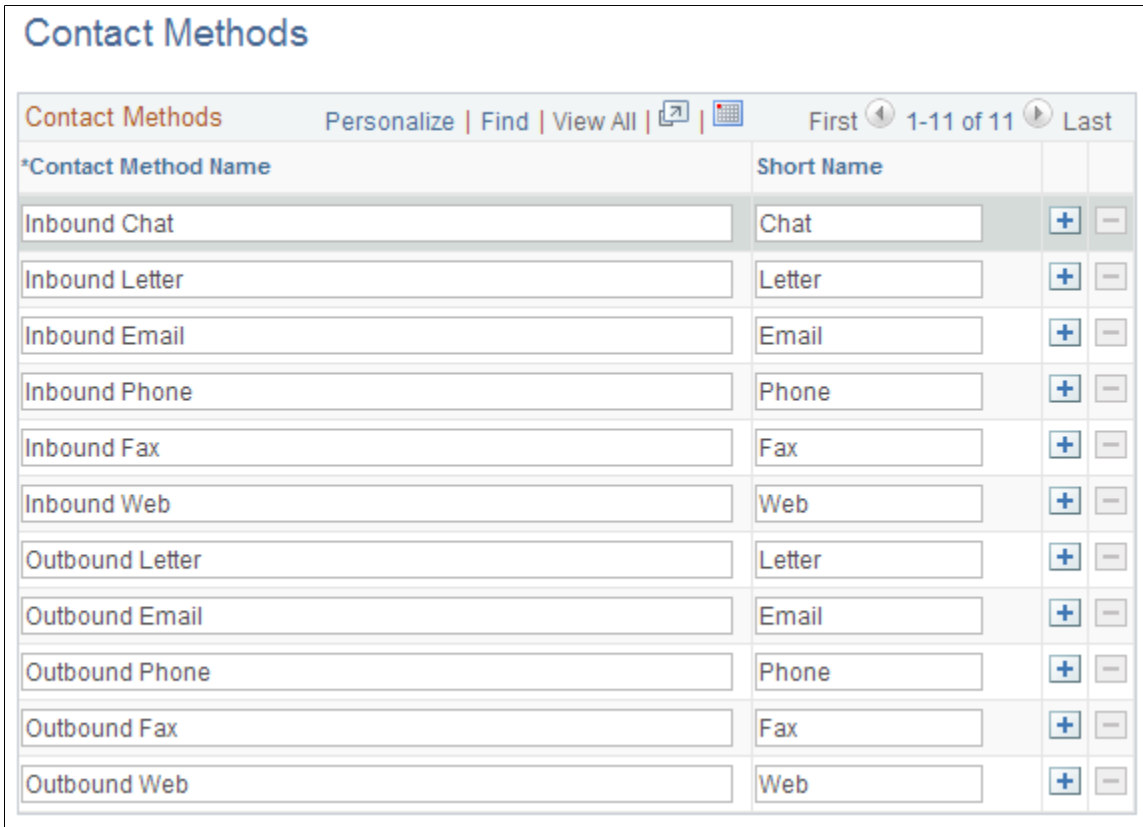 Contact Methods
Contact Methods Personalize | Find | View All | | First 1-11 of 11 Last
*Contact Method Name Short Name
Inbound Chat Chat
Inbound Letter Letter
Inbound Email Email
Inbound Phone Phone
Inbound Fax Fax
Inbound Web Web
Outbound Letter Letter
Outbound Email Email
Outbound Phone Phone
Outbound Fax Fax
Outbound Web Web